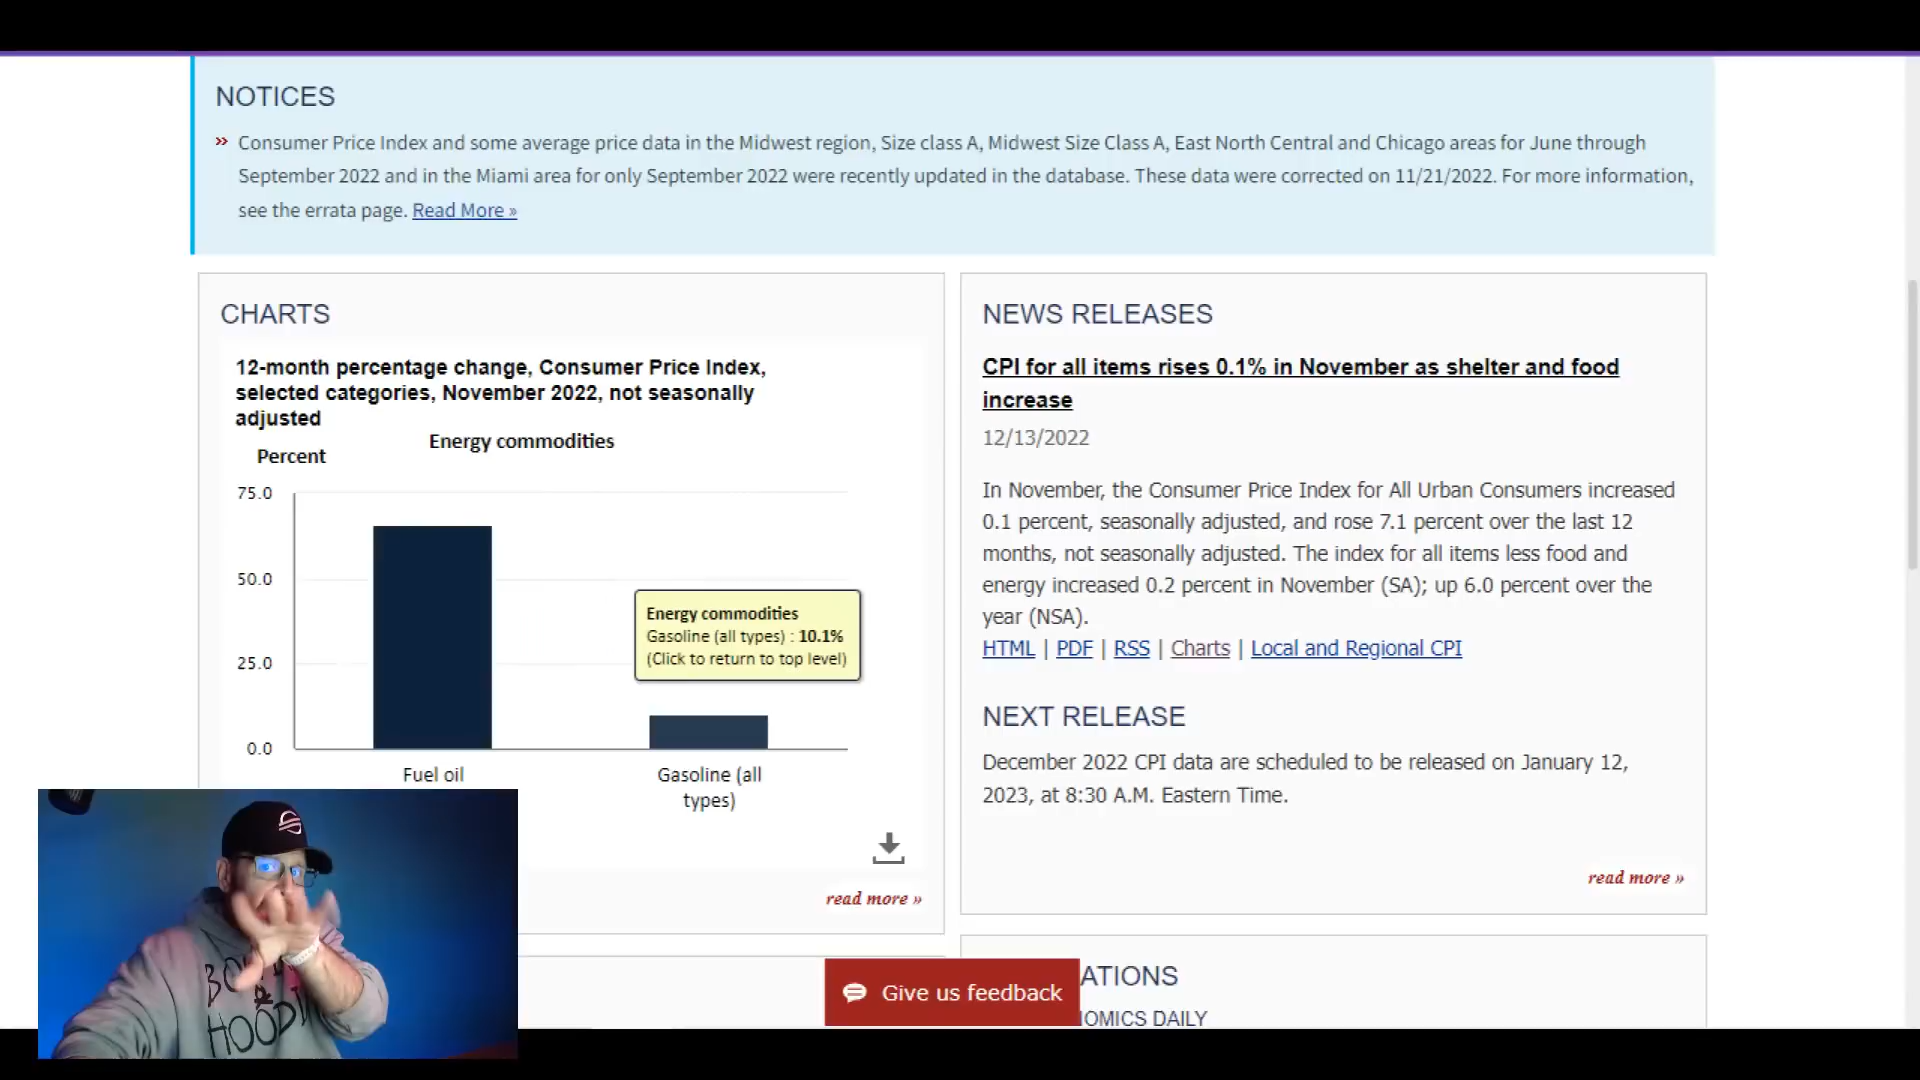 NOTICES
» Consumer Price Index and some average price data in the Midwest region, Size class A, Midwest Size Class A, East North Central and Chicago areas for June through
September 2022 and in the Miami area for only September 2022 were recently updated in the database. These data were corrected on 11/21/2022. For more information,
see the errata page. Read More »
CHARTS
12-month percentage change, Consumer Price Index,
selected categories, November 2022, not seasonally
adjusted
Energy commodities
Percent
75.0
50.0
25.0
0.0
Energy commodities
Gasoline (all types) : 10.1%
(Click to return to top level)
Fuel oil
Gasoline (all
types)
read more »
NEWS RELEASES
CPI for all items rises 0.1% in November as shelter and food
increase
12/13/2022
In November, the Consumer Price Index for All Urban Consumers increased
0.1 percent, seasonally adjusted, and rose 7.1 percent over the last 12
months, not seasonally adjusted. The index for all items less food and
energy increased 0.2 percent in November (SA); up 6.0 percent over the
year (NSA).
HTML | PDF | RSS | Charts | Local and Regional CPI
NEXT RELEASE
December 2022 CPI data are scheduled to be released on January 12,
2023, at 8:30 A.M. Eastern Time.
read more »
Give us feedback
ATIONS
OMICS DAILY
&